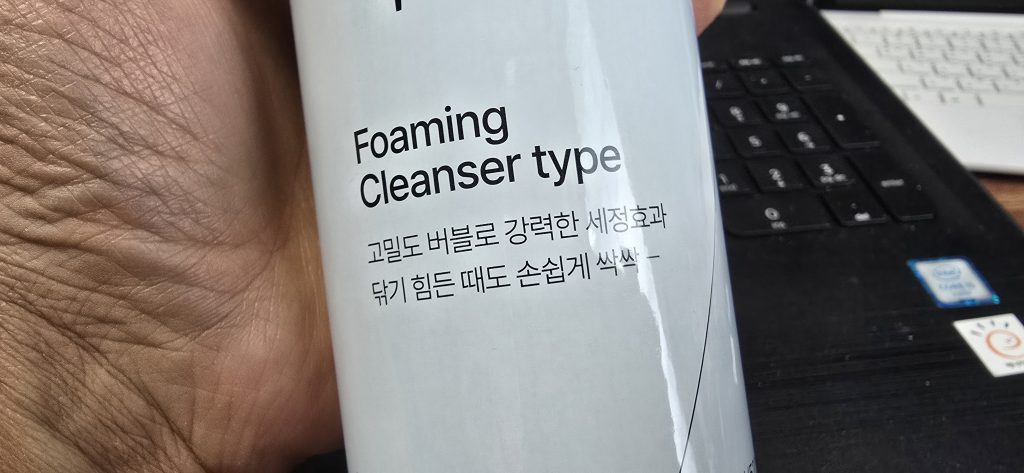 Foaming
Cleanser type
고밀도 버블로 강력한 세정효과
닦기 힘든 때도 손쉽게 싹싹 –